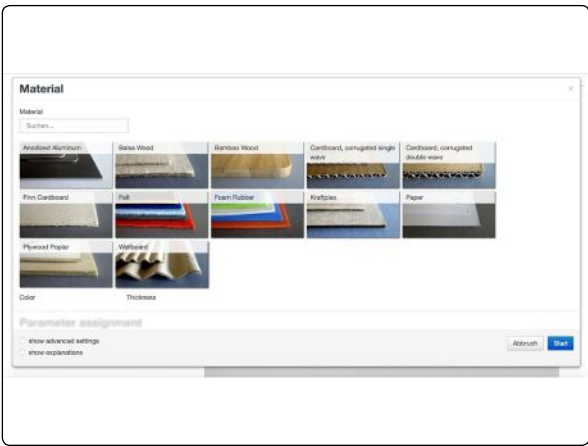 Material
Material
Suchen...
Anodized Aluminum
Balsa Wood
Bamboo Wood
Cardboard, corrugated single wave
Cardboard, corrugated double wave
Finn Cardboard
Felt
Foam Rubber
Kraftplex
Paper
Plywood Poplar
Wellboard
Color
Thickness
Parameter assignment
show advanced settings
show explanations
Abbruch
Start